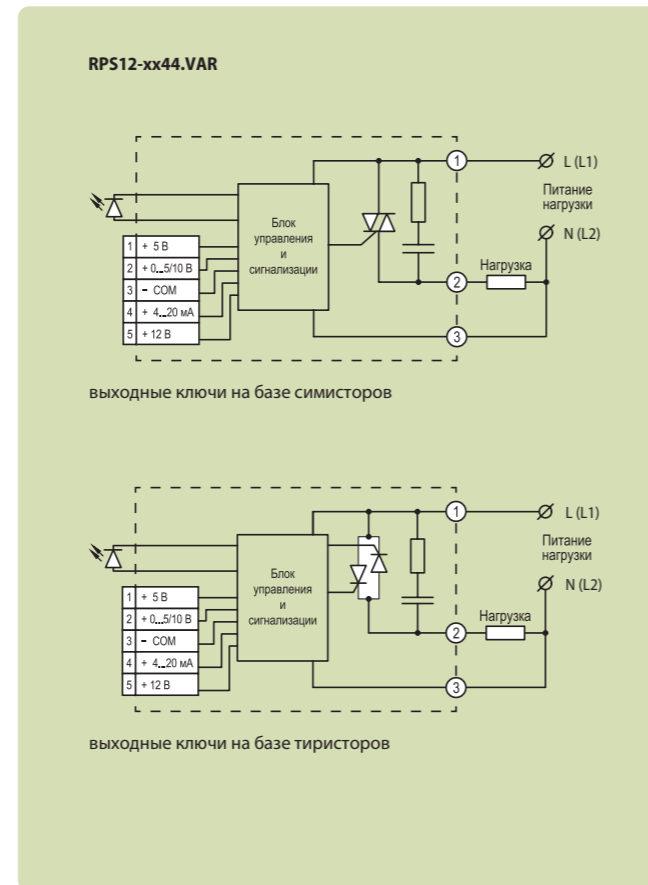 RPS12-xx44.VAR
1
L (L1)
Питание
нагрузки
N (L2)
Блок
управления
и
сигнализации
1 + 5 В
2 + 0...5/10 В
3 – COM
4 + 4...20 мА
5 + 12 В
2
Нагрузка
3
выходные ключи на базе симисторов
1
L (L1)
Питание
нагрузки
N (L2)
Блок
управления
и
сигнализации
1 + 5 В
2 + 0...5/10 В
3 – COM
4 + 4...20 мА
5 + 12 В
2
Нагрузка
3
выходные ключи на базе тиристоров